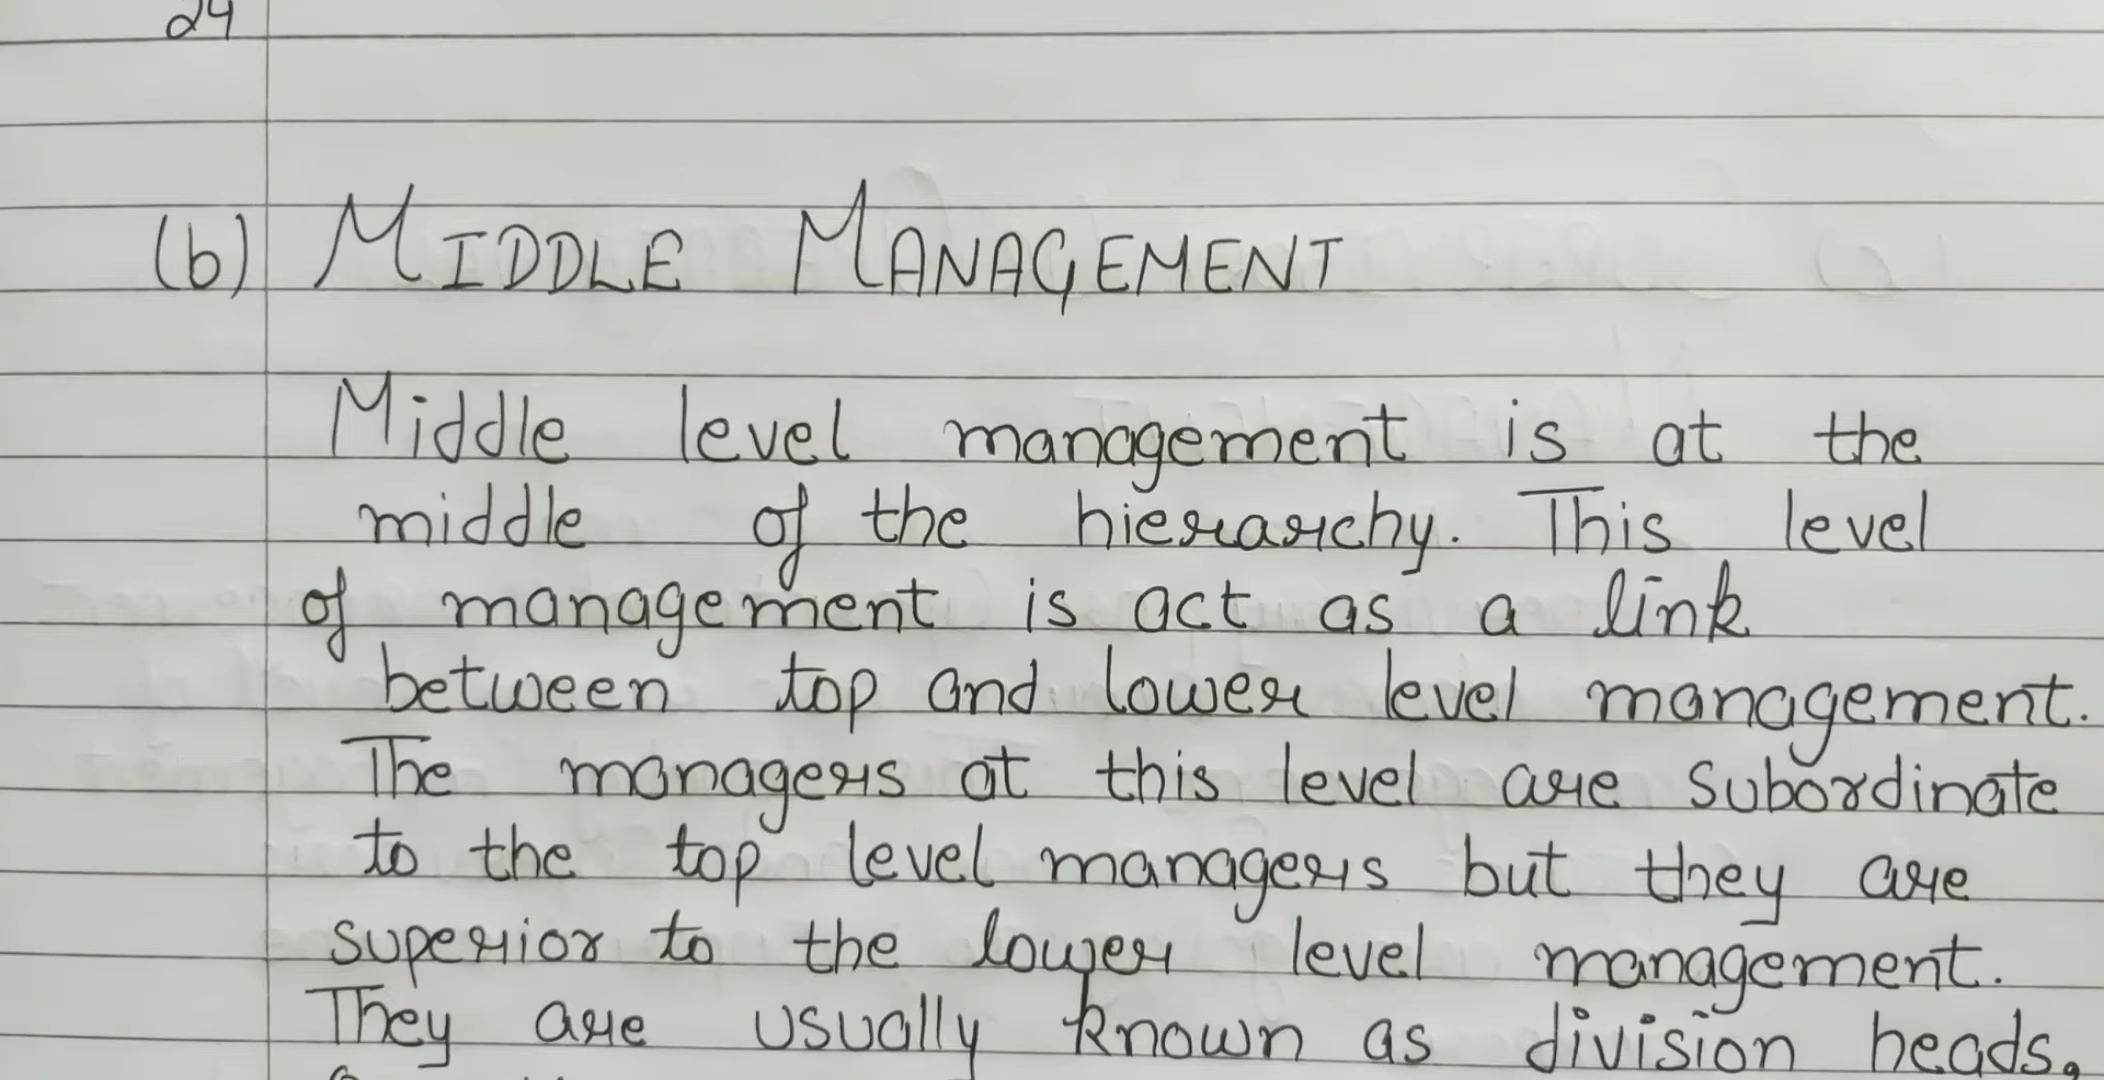 24
(b) MIDDLE MANAGEMENT
Middle level management is at the
middle of the hierarchy. This level
of management is act as a link
between top and lower level management.
The managers at this level are subordinate
to the top level managers but they are
superior to the lower level management.
They are usually known as division heads.